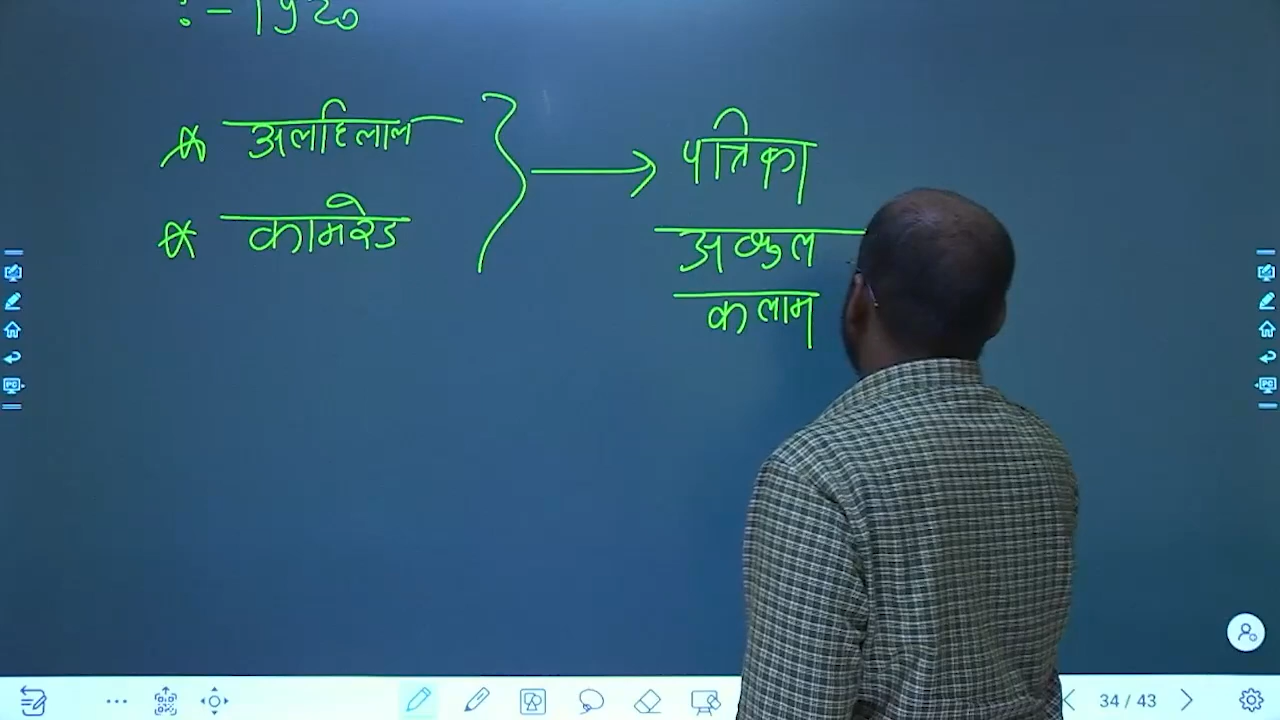 :- 1920
अलहिलाल
कामरेड
पत्रिका
अबुल
कलाम
34 / 43